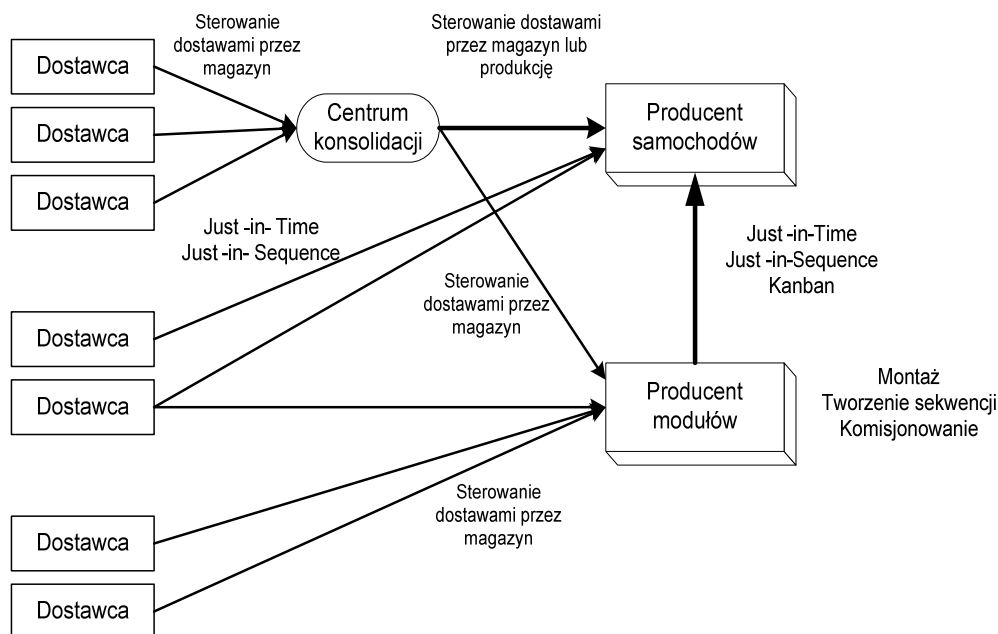 Sterowanie
dostawami przez
magazyn
Sterowanie dostawami
przez magazyn lub
produkcję
Dostawca
Dostawca
Dostawca
Centrum
konsolidacji
Producent
samochodów
Just -in- Time
Just -in- Sequence
Just -in-Time
Just -in-Sequence
Kanban
Sterowanie
dostawami przez
magazyn
Dostawca
Dostawca
Producent
modułów
Montaż
Tworzenie sekwencji
Komisjonowanie
Sterowanie
dostawami przez
magazyn
Dostawca
Dostawca